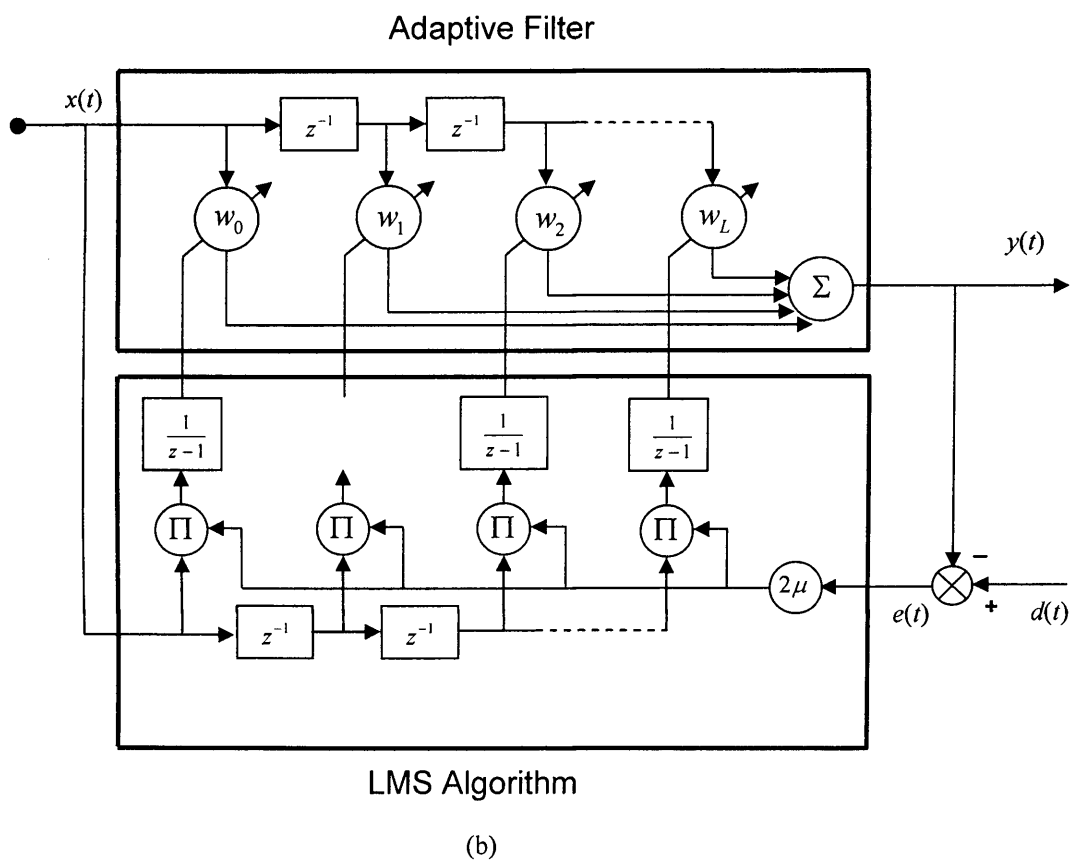 Adaptive Filter
x(t)
z⁻¹ z⁻¹
w₀ w₁ w₂ w_L
y(t)
Σ
1/(z−1) 1/(z−1) 1/(z−1)
Π Π Π Π
2μ
−
+
e(t) d(t)
z⁻¹ z⁻¹
LMS Algorithm
(b)